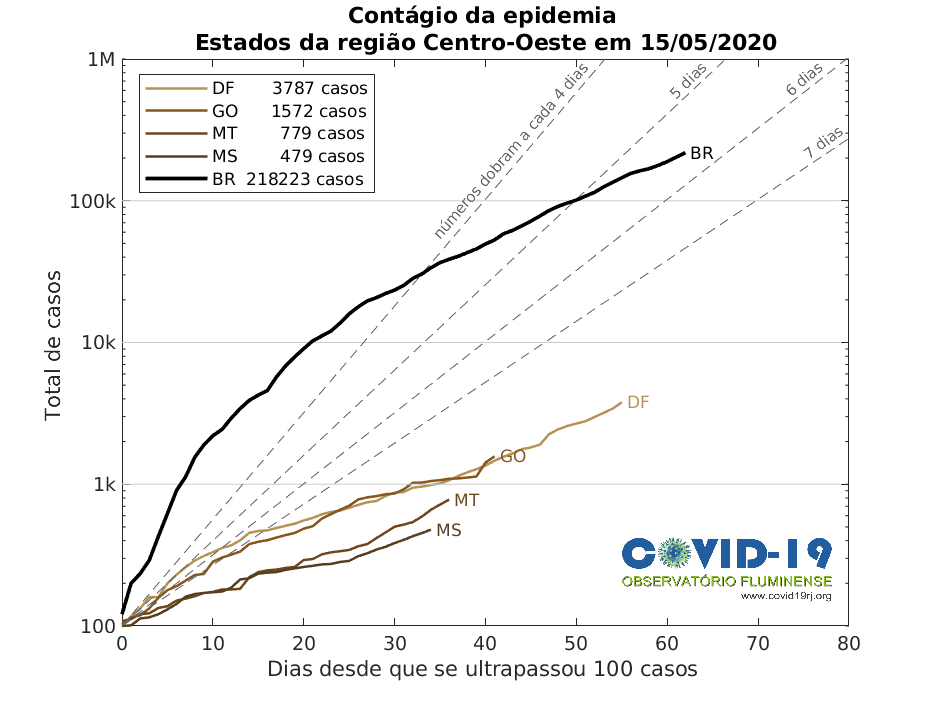 Contágio da epidemia
Estados da região Centro-Oeste em 15/05/2020
1M
100k
10k
1k
100
Total de casos
DF 3787 casos
GO 1572 casos
MT 779 casos
MS 479 casos
BR 218223 casos
números dobram a cada 4 dias
5 dias
6 dias
7 dias
BR
DF
GO
MT
MS
COVID-19
OBSERVATÓRIO FLUMINENSE
www.covid19rj.org
0 10 20 30 40 50 60 70 80
Dias desde que se ultrapassou 100 casos